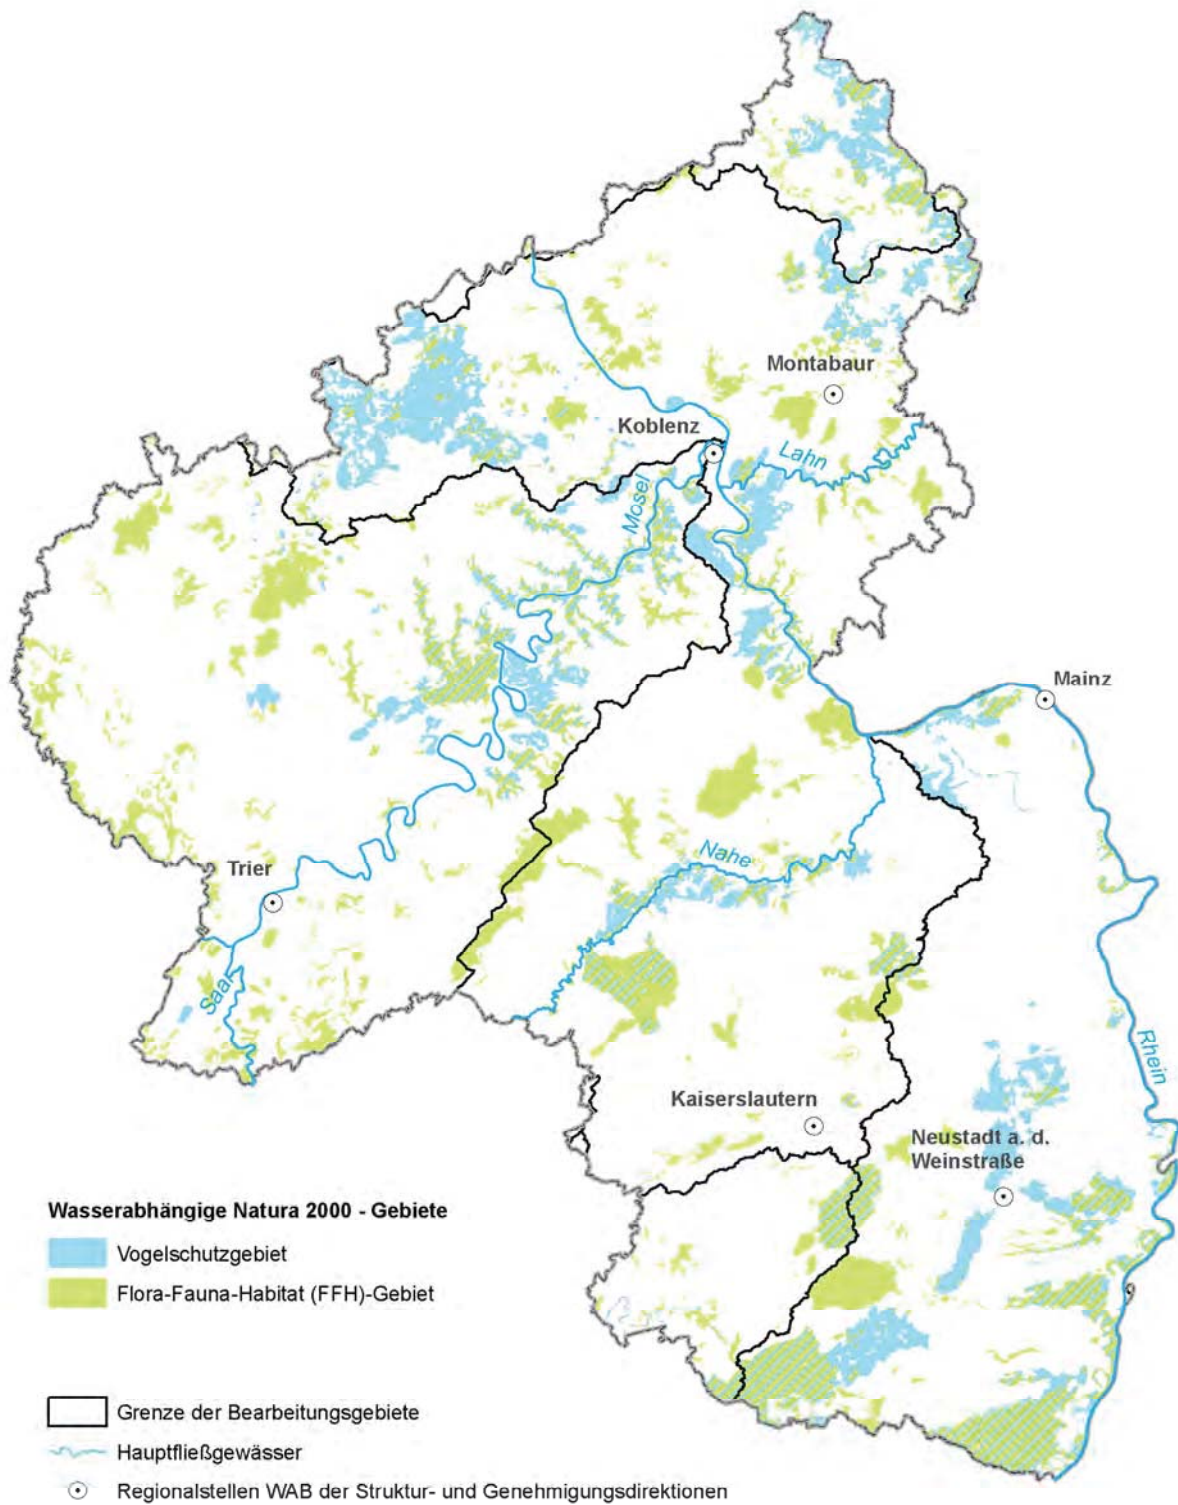 Montabaur
Koblenz
Lahn
Mosel
Mainz
Nahe
Trier
Saar
Rhein
Kaiserslautern
Neustadt a. d.
Weinstraße
Wasserabhängige Natura 2000 - Gebiete
Vogelschutzgebiet
Flora-Fauna-Habitat (FFH)-Gebiet
Grenze der Bearbeitungsgebiete
Hauptfließgewässer
Regionalstellen WAB der Struktur- und Genehmigungsdirektionen